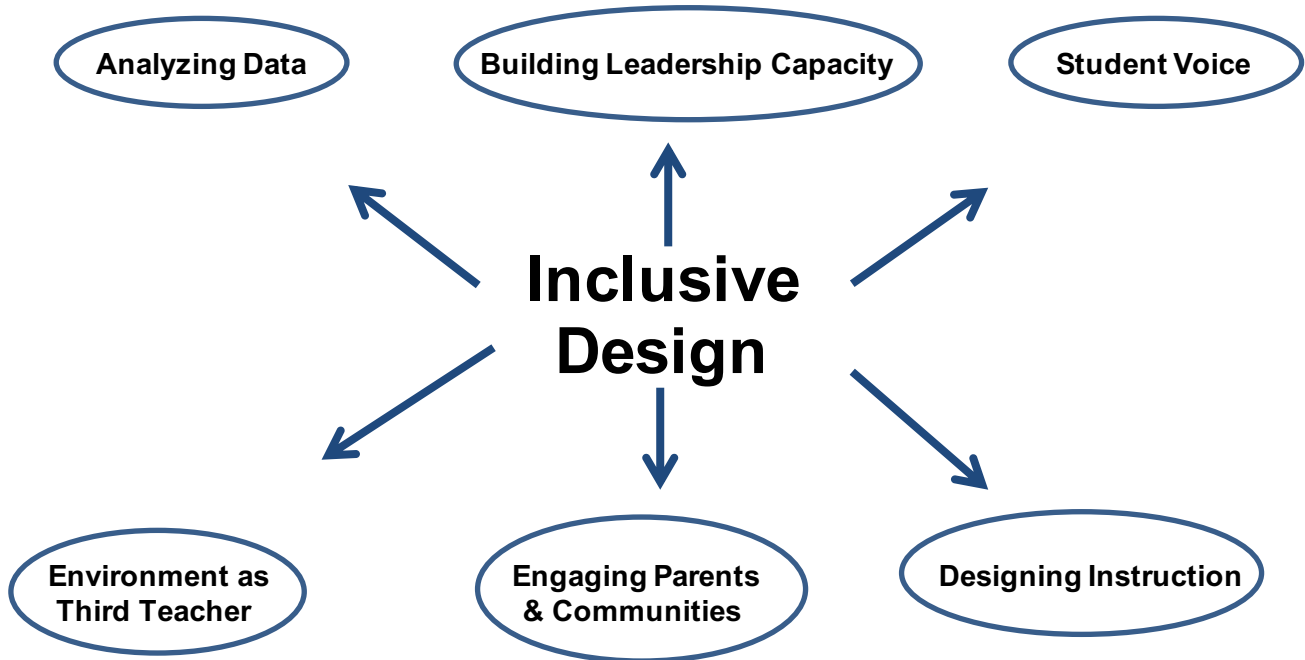 Analyzing Data
Building Leadership Capacity
Student Voice
Inclusive
Design
Environment as
Third Teacher
Engaging Parents
& Communities
Designing Instruction